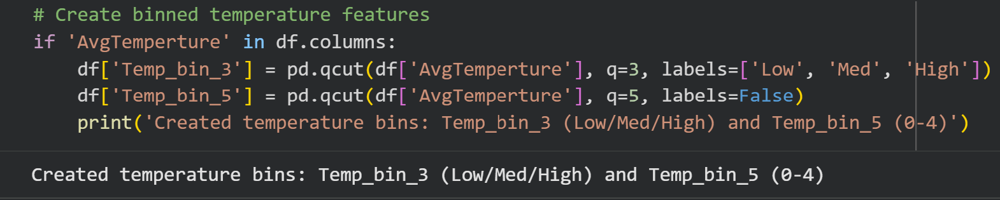 # Create binned temperature features
if 'AvgTemperture' in df.columns:
    df['Temp_bin_3'] = pd.qcut(df['AvgTemperture'], q=3, labels=['Low', 'Med', 'High'])
    df['Temp_bin_5'] = pd.qcut(df['AvgTemperture'], q=5, labels=False)
    print('Created temperature bins: Temp_bin_3 (Low/Med/High) and Temp_bin_5 (0-4)')
Created temperature bins: Temp_bin_3 (Low/Med/High) and Temp_bin_5 (0-4)